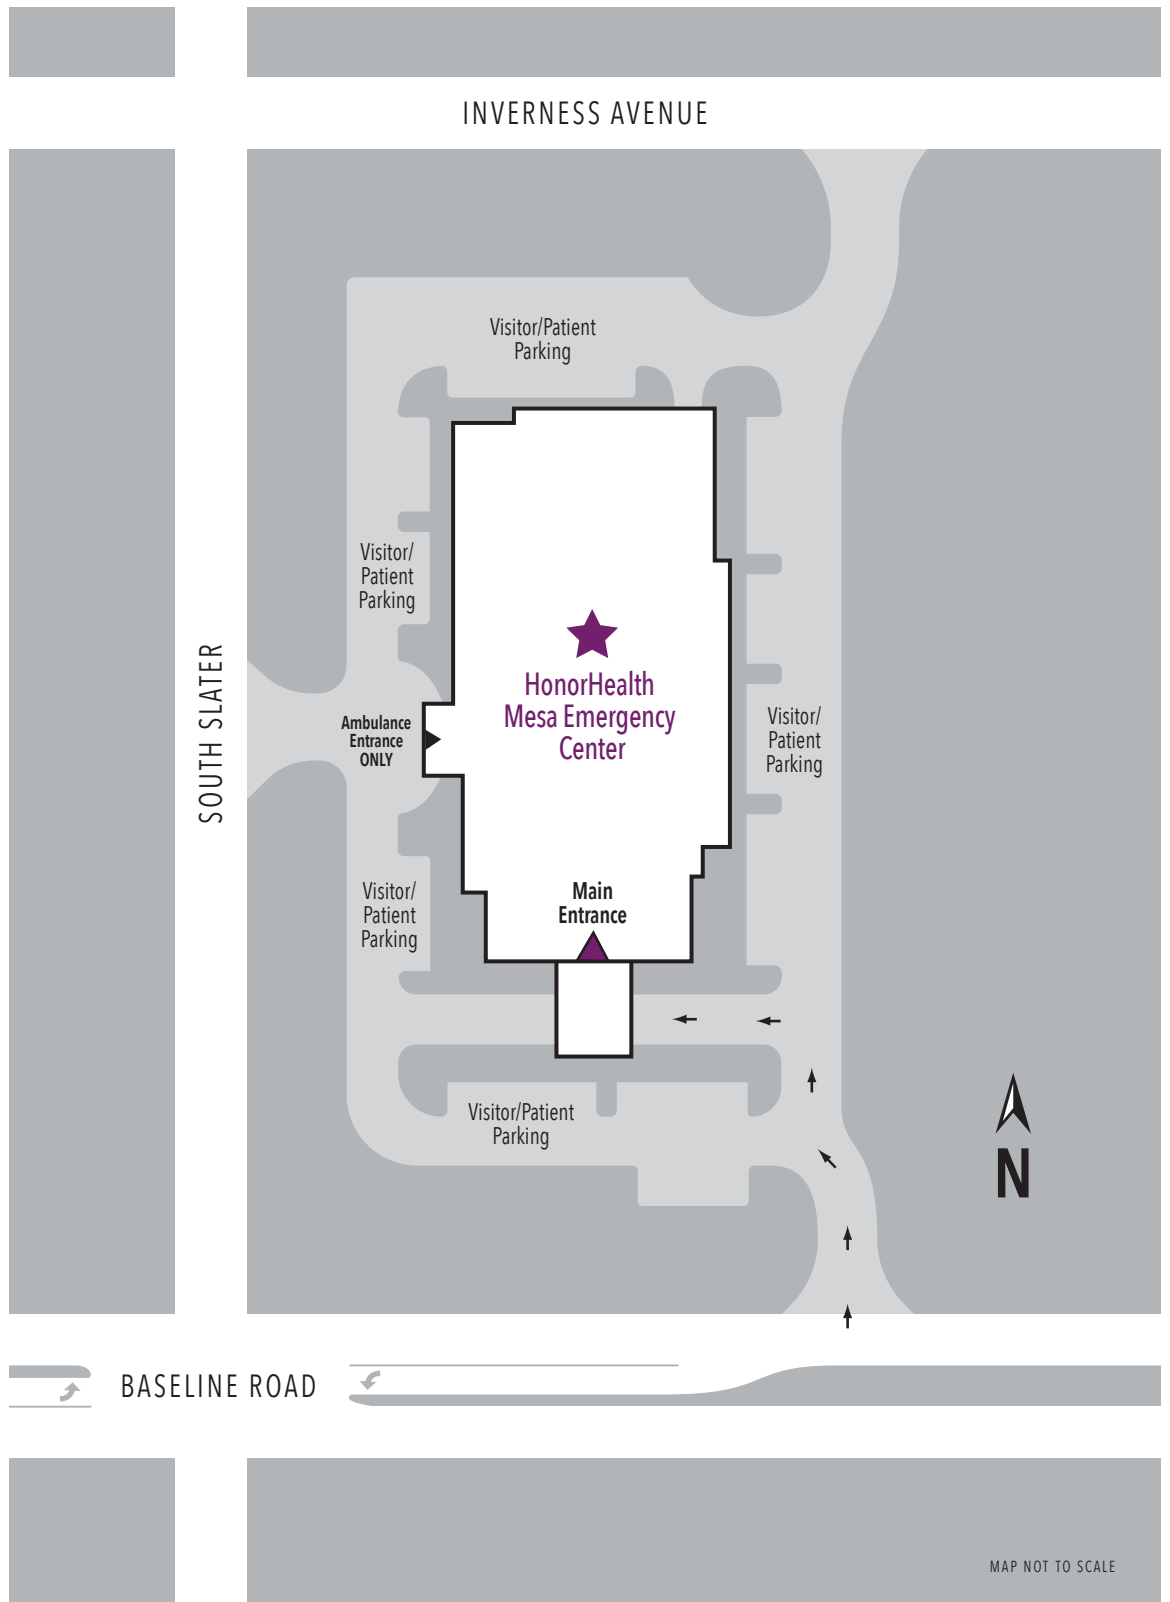 INVERNESS AVENUE
Visitor/Patient
Parking
Visitor/
Patient
Parking
HonorHealth
Mesa Emergency
Center
SOUTH SLATER
Ambulance
Entrance
ONLY
Visitor/
Patient
Parking
Visitor/
Patient
Parking
Main
Entrance
Visitor/Patient
Parking
N
BASELINE ROAD
MAP NOT TO SCALE